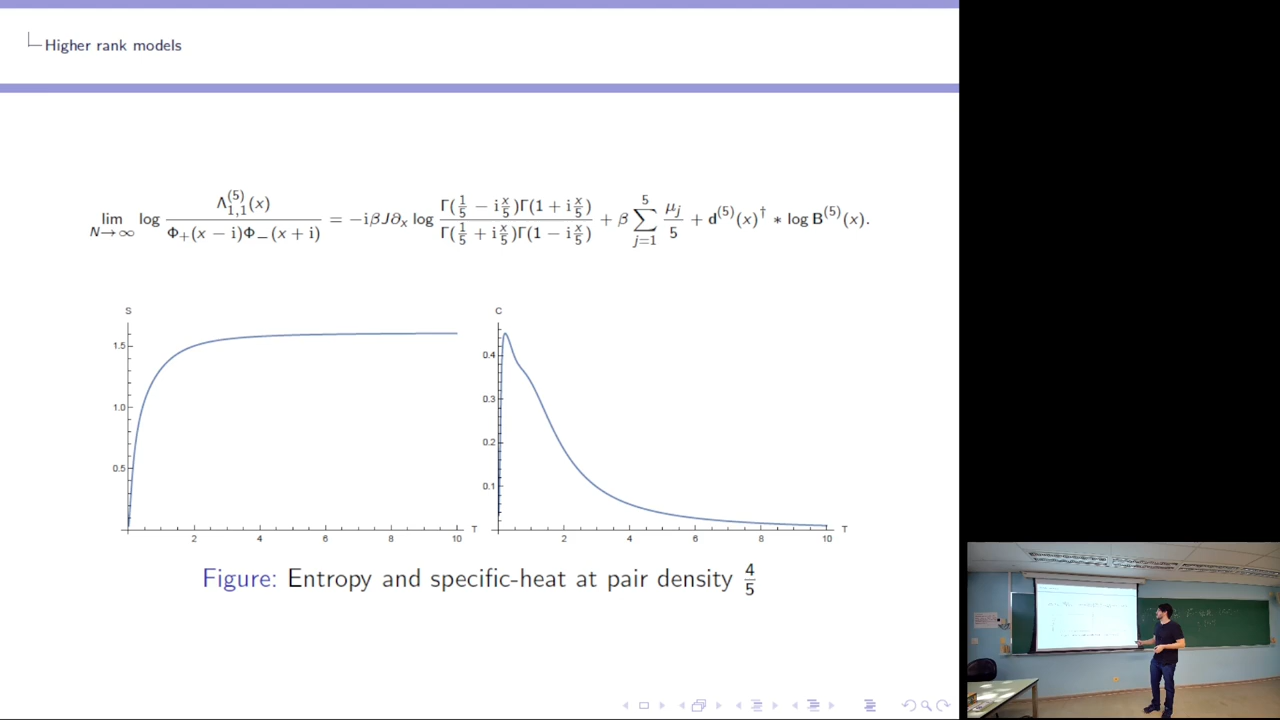 Higher rank models
lim N→∞ log Λ_{1,1}^{(5)}(x) / Φ_+(x − i)Φ_−(x + i) = −iβJ∂_x log Γ(1/5 − i x/5)Γ(1 + i x/5) / Γ(1/5 + i x/5)Γ(1 − i x/5) + β ∑_{j=1}^{5} μ_j/5 + d^{(5)}(x)^† ∗ log B^{(5)}(x).
S
1.5
1.0
0.5
2 4 6 8 10 T
C
0.4
0.3
0.2
0.1
2 4 6 8 10 T
Figure: Entropy and specific-heat at pair density 4/5